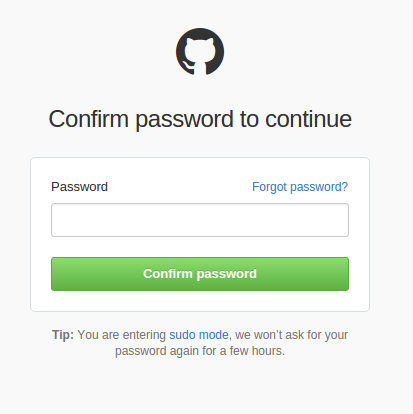 Confirm password to continue
Password Forgot password?
Confirm password
Tip: You are entering sudo mode, we won’t ask for your
password again for a few hours.